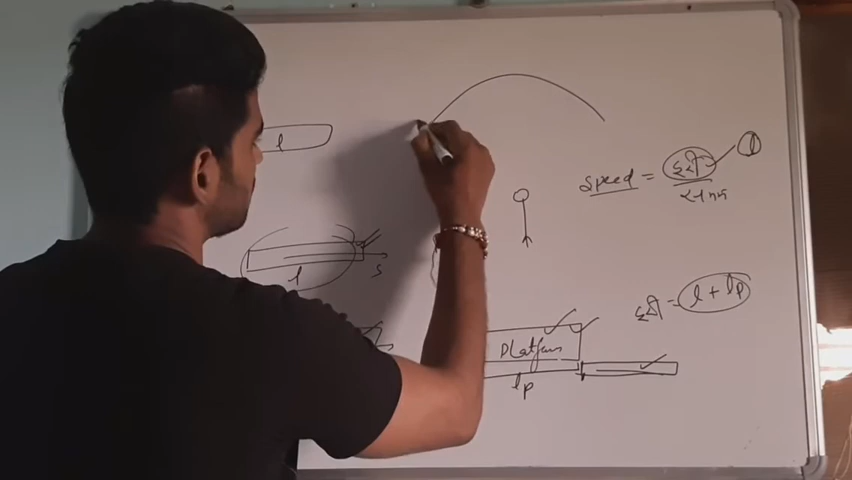 l
speed = दूरी l
समय
l
S
दूरी = l + lp
Platform
lp